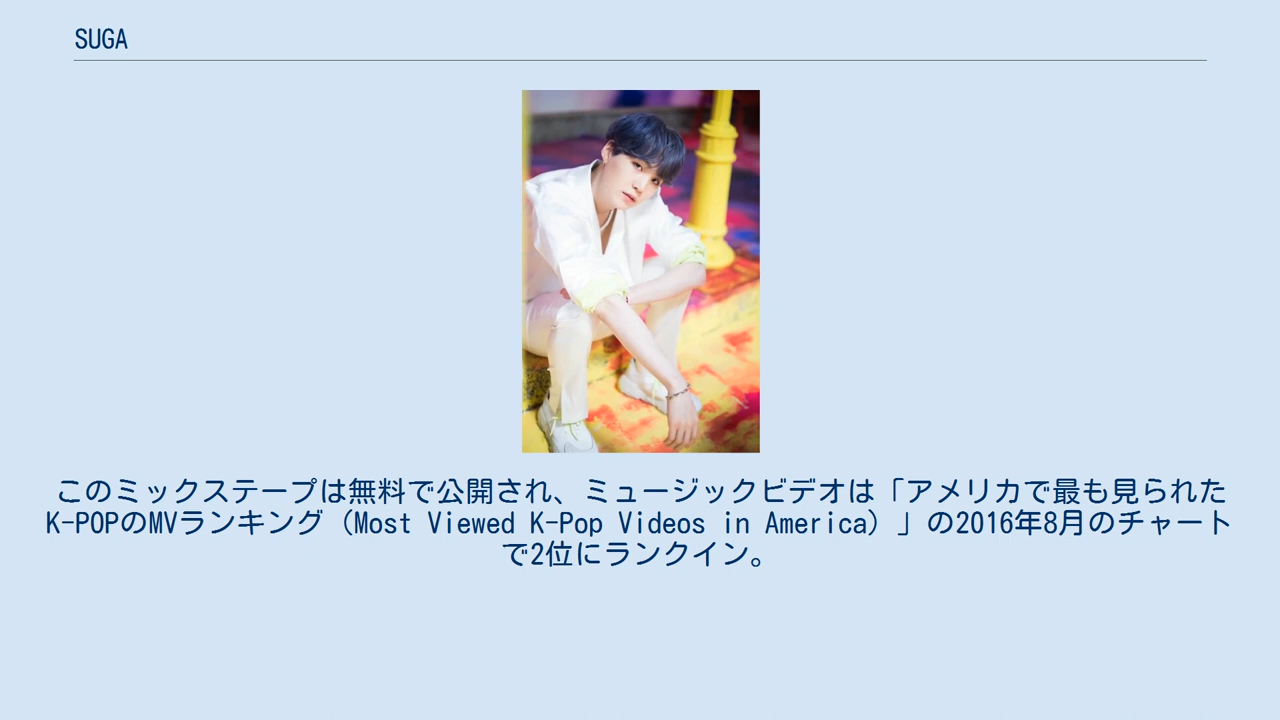 SUGA
このミックステープは無料で公開され、ミュージックビデオは「アメリカで最も見られた
K-POPのMVランキング（Most Viewed K-Pop Videos in America）」の2016年8月のチャート
で2位にランクイン。